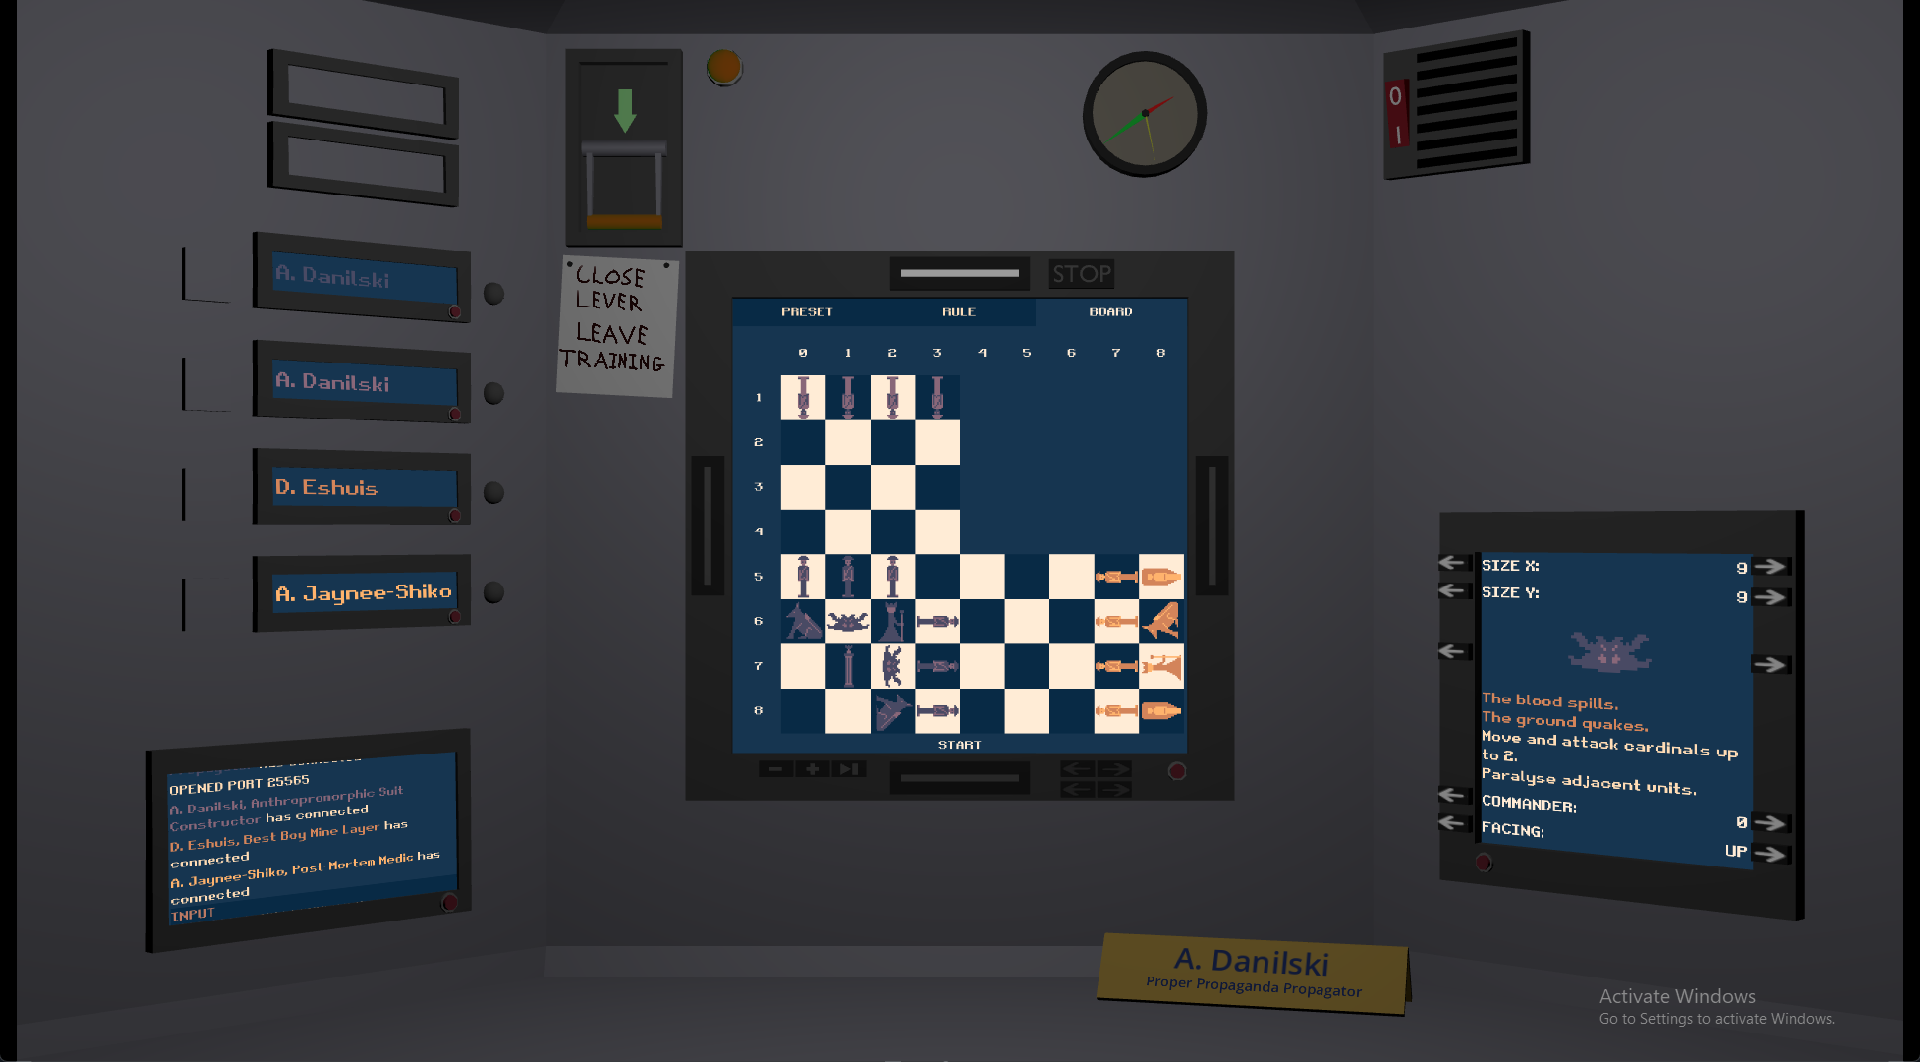 A. Danilski
A. Danilski
D. Eshuis
A. Jaynee-Shiko
OPENED PORT 25565
A. Danilski, Anthropromorphic Suit
Constructor has connected
D. Eshuis, Best Boy Mine Layer has
connected
A. Jaynee-Shiko, Post Mortem Medic has
connected
INPUT
CLOSE
LEVER
LEAVE
TRAINING
STOP
PRESET RULE BOARD
0 1 2 3 4 5 6 7 8
1
2
3
4
5
6
7
8
START
0
I
SIZE X: 9
SIZE Y: 9
The blood spills.
The ground quakes.
Move and attack cardinals up
to 2.
Paralyse adjacent units.
COMMANDER: 0
FACING: UP
A. Danilski
Proper Propaganda Propagator
Activate Windows
Go to Settings to activate Windows.